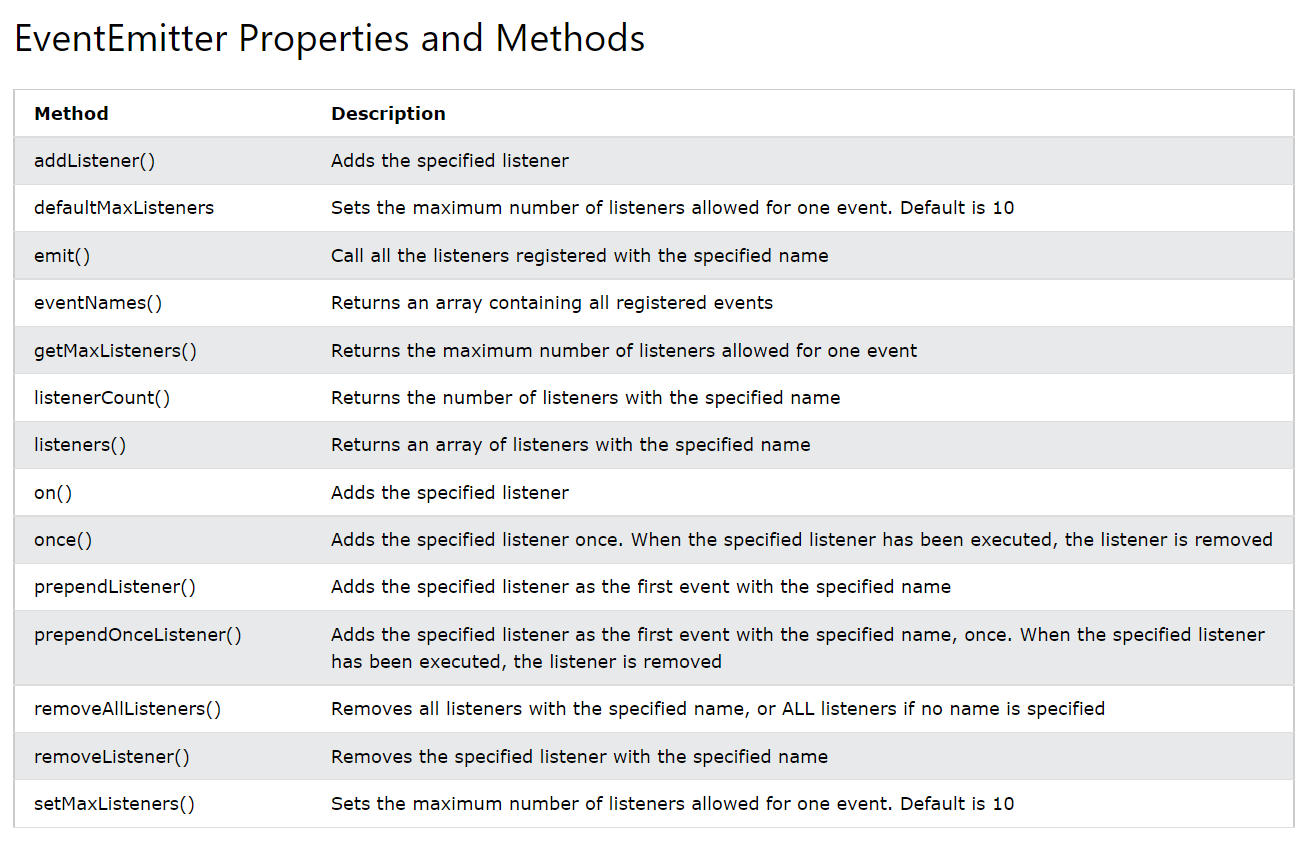 EventEmitter Properties and Methods
Method Description
addListener() Adds the specified listener
defaultMaxListeners Sets the maximum number of listeners allowed for one event. Default is 10
emit() Call all the listeners registered with the specified name
eventNames() Returns an array containing all registered events
getMaxListeners() Returns the maximum number of listeners allowed for one event
listenerCount() Returns the number of listeners with the specified name
listeners() Returns an array of listeners with the specified name
on() Adds the specified listener
once() Adds the specified listener once. When the specified listener has been executed, the listener is removed
prependListener() Adds the specified listener as the first event with the specified name
prependOnceListener() Adds the specified listener as the first event with the specified name, once. When the specified listener
has been executed, the listener is removed
removeAllListeners() Removes all listeners with the specified name, or ALL listeners if no name is specified
removeListener() Removes the specified listener with the specified name
setMaxListeners() Sets the maximum number of listeners allowed for one event. Default is 10